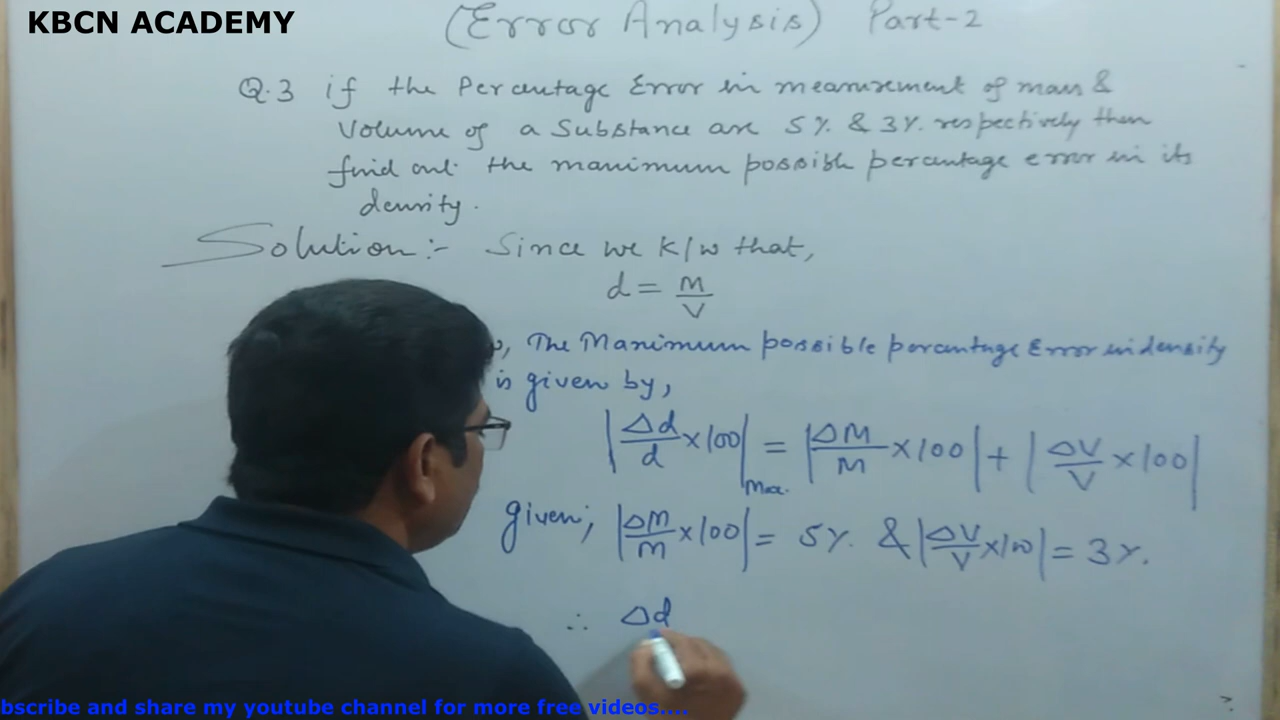 KBCN ACADEMY
(Error Analysis) Part-2
Q.3 if the Percentage Error in measurement of mass &
Volume of a Substance are 5% & 3% respectively then
find out the maximum possible percentage error in its
density.
Solution:- Since we K/w that,
d = M/V
, The Maximum possible percentage Error in density
is given by,
|Δd/d ×100|max. = |ΔM/M ×100| + |ΔV/V ×100|
given; |ΔM/M ×100| = 5% & |ΔV/V ×100| = 3%.
∴ Δd
bscribe and share my youtube channel for more free videos....